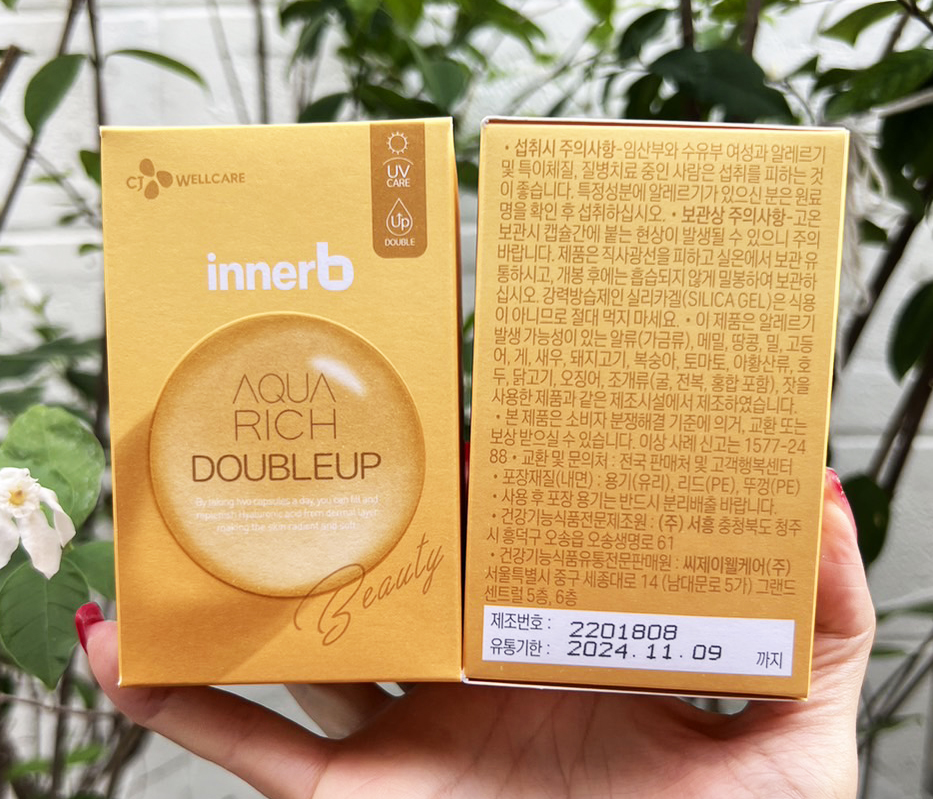 CJ WELLCARE
UV
CARE
Up
DOUBLE
innerb
AQUA
RICH
DOUBLEUP
By taking two capsules a day, you can fill and
replenish hyaluronic acid from dermal layer,
making the skin radiant and soft.
Beauty
• 섭취시 주의사항-임산부와 수유부 여성과 알레르기
및 특이체질, 질병치료 중인 사람은 섭취를 피하는 것
이 좋습니다. 특정성분에 알레르기가 있으신 분은 원료
명을 확인 후 섭취하십시오. • 보관상 주의사항-고온
보관시 캡슐간에 붙는 현상이 발생될 수 있으니 주의
바랍니다. 제품은 직사광선을 피하고 실온에서 보관 유
통하시고, 개봉 후에는 흡습되지 않게 밀봉하여 보관하
십시오. 강력방습제인 실리카겔(SILICA GEL)은 식용
이 아니므로 절대 먹지 마세요. • 이 제품은 알레르기
발생 가능성이 있는 알류(가금류), 메밀, 땅콩, 밀, 고등
어, 게, 새우, 돼지고기, 복숭아, 토마토, 아황산류, 호
두, 닭고기, 오징어, 조개류(굴, 전복, 홍합 포함), 잣을
사용한 제품과 같은 제조시설에서 제조하였습니다.
• 본 제품은 소비자 분쟁해결 기준에 의거, 교환 또는
보상 받으실 수 있습니다. 이상 사례 신고는 1577-24
88 • 교환 및 문의처 : 전국 판매처 및 고객행복센터
• 포장재질(내면) : 용기(유리), 리드(PE), 뚜껑(PE)
• 사용 후 포장 용기는 반드시 분리배출 바랍니다.
• 건강기능식품전문제조원 : (주) 서흥 충청북도 청주
시 흥덕구 오송읍 오송생명로 61
• 건강기능식품유통전문판매원 : 씨제이웰케어(주)
서울특별시 중구 세종대로 14 (남대문로 5가) 그랜드
센트럴 5층, 6층
제조번호 : 2201808
유통기한 : 2024.11.09 까지